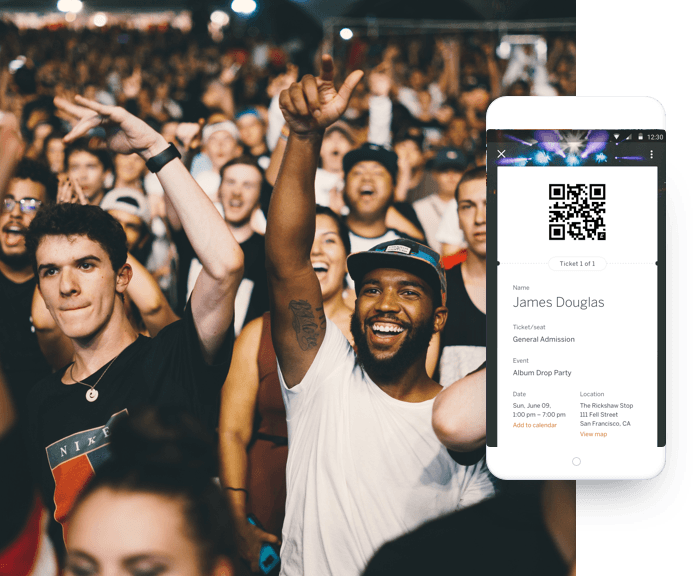 NIKE
12:30
Ticket 1 of 1
Name
James Douglas
Ticket/seat
General Admission
Event
Album Drop Party
Date
Location
Sun, June 09,
1:00 pm – 7:00 pm
Add to calendar
The Rickshaw Stop
111 Fell Street
San Francisco, CA
View map